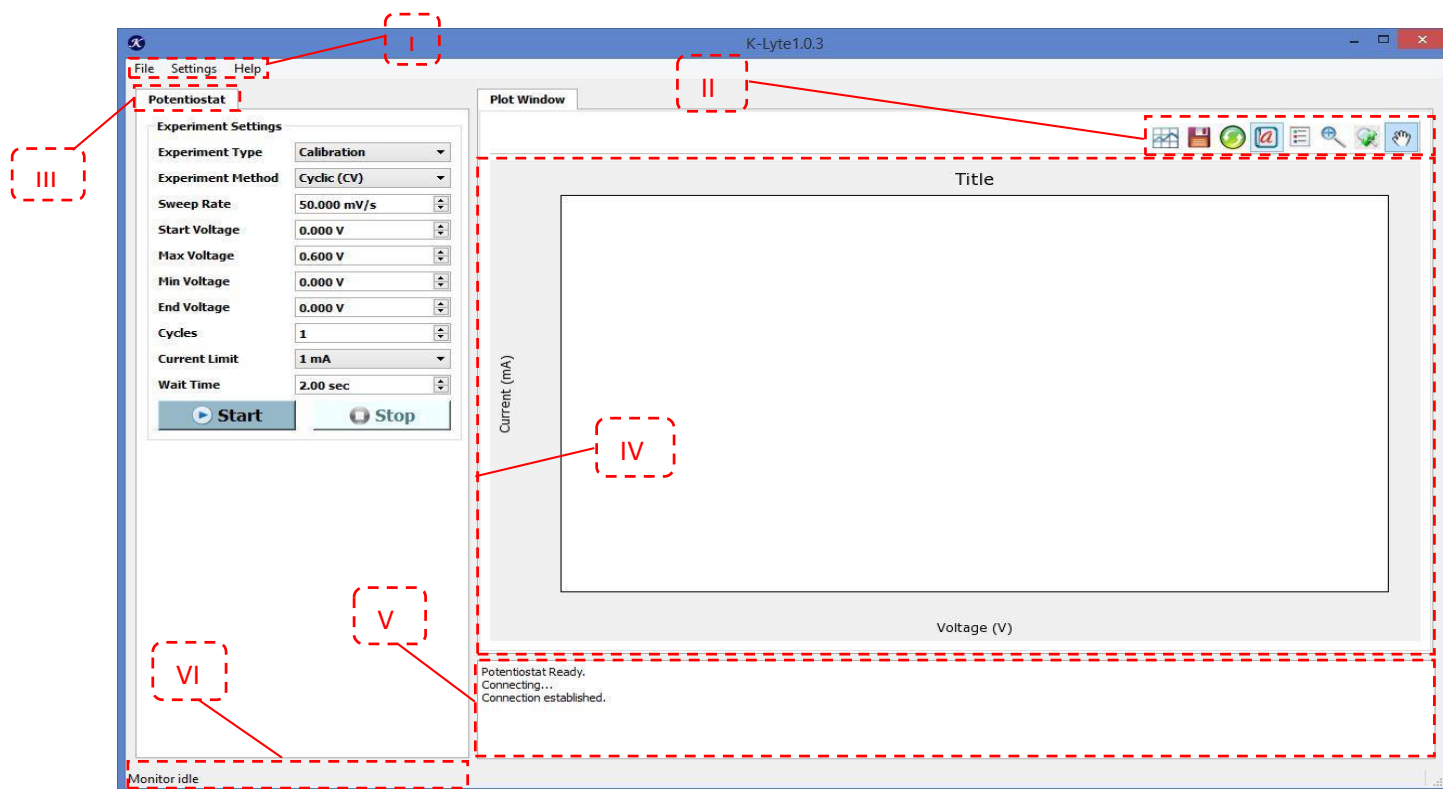 I
K-Lyte1.0.3
File Settings Help
II
Potentiostat
Plot Window
III
Experiment Settings
Experiment Type Calibration
Experiment Method Cyclic (CV)
Sweep Rate 50.000 mV/s
Start Voltage 0.000 V
Max Voltage 0.600 V
Min Voltage 0.000 V
End Voltage 0.000 V
Cycles 1
Current Limit 1 mA
Wait Time 2.00 sec
Start Stop
a
Title
Current (mA)
IV
Voltage (V)
V
VI
Potentiostat Ready.
Connecting...
Connection established.
Monitor idle